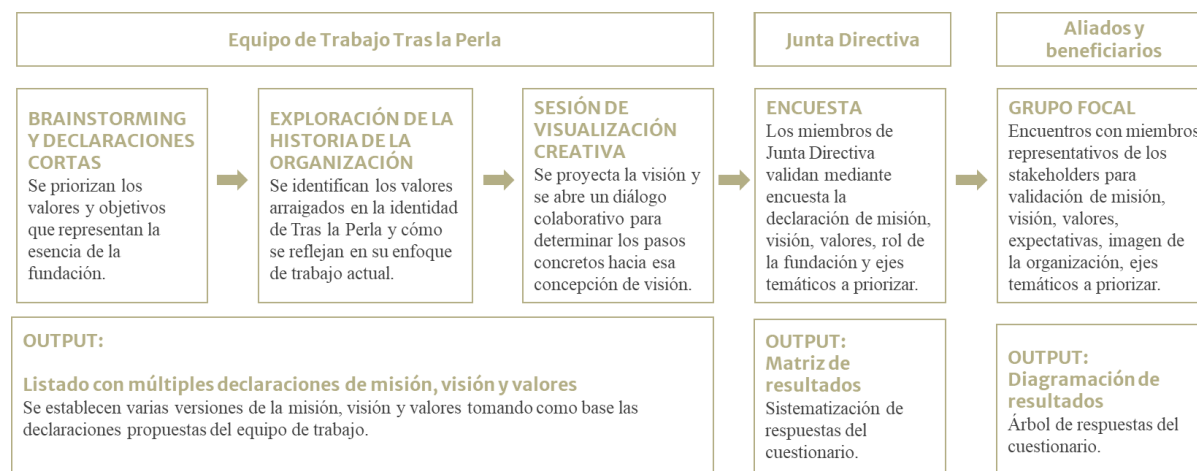 Equipo de Trabajo Tras la Perla
Junta Directiva
Aliados y
beneficiarios
BRAINSTORMING
Y DECLARACIONES
CORTAS
Se priorizan los
valores y objetivos
que representan la
esencia de la
fundación.
EXPLORACIÓN DE LA
HISTORIA DE LA
ORGANIZACIÓN
Se identifican los valores
arraigados en la identidad
de Tras la Perla y cómo
se reflejan en su enfoque
de trabajo actual.
SESIÓN DE
VISUALIZACIÓN
CREATIVA
Se proyecta la visión y
se abre un diálogo
colaborativo para
determinar los pasos
concretos hacia esa
concepción de visión.
ENCUESTA
Los miembros de
Junta Directiva
validan mediante
encuesta la
declaración de misión,
visión, valores, rol de
la fundación y ejes
temáticos a priorizar.
GRUPO FOCAL
Encuentros con miembros
representativos de los
stakeholders para
validación de misión,
visión, valores,
expectativas, imagen de
la organización, ejes
temáticos a priorizar.
OUTPUT:
Listado con múltiples declaraciones de misión, visión y valores
Se establecen varias versiones de la misión, visión y valores tomando como base las
declaraciones propuestas del equipo de trabajo.
OUTPUT:
Matriz de
resultados
Sistematización de
respuestas del
cuestionario.
OUTPUT:
Diagramación de
resultados
Árbol de respuestas del
cuestionario.